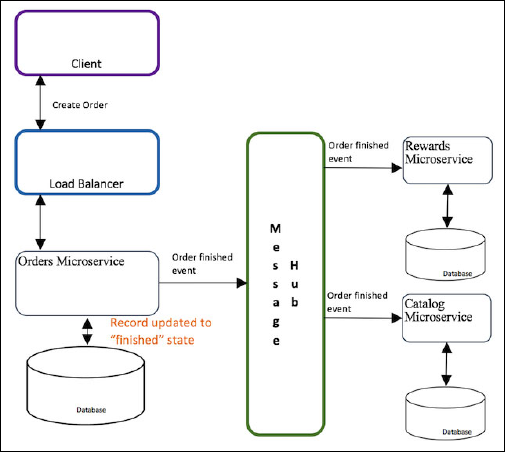 Client
Create Order
Load Balancer
Orders Microservice
Order finished
event
Record updated to
"finished" state
Database
Message
Hub
Order finished
event
Rewards
Microservice
Database
Order finished
event
Catalog
Microservice
Database